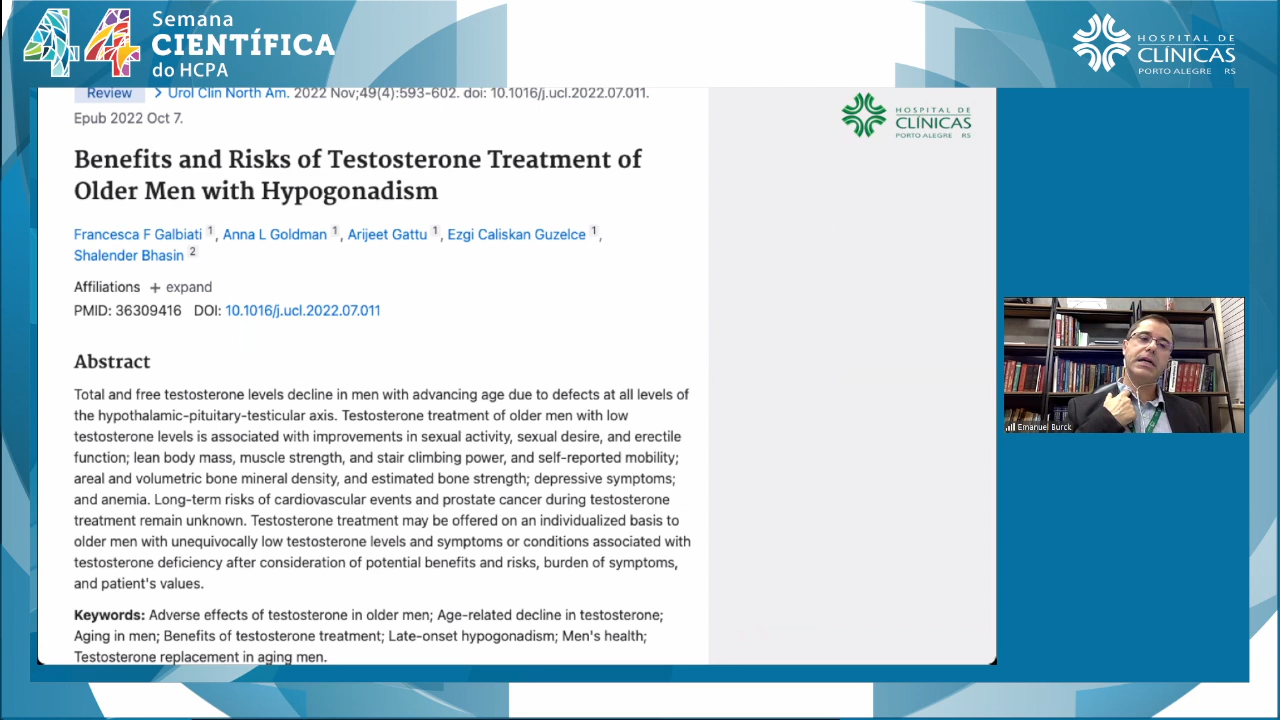 44
Semana
CIENTÍFICA
do HCPA
HOSPITAL DE
CLÍNICAS
PORTO ALEGRE RS
Review > Urol Clin North Am. 2022 Nov;49(4):593-602. doi: 10.1016/j.ucl.2022.07.011.
Epub 2022 Oct 7.
HOSPITAL DE
CLÍNICAS
PORTO ALEGRE RS
Benefits and Risks of Testosterone Treatment of
Older Men with Hypogonadism
Francesca F Galbiati 1, Anna L Goldman 1, Arijeet Gattu 1, Ezgi Caliskan Guzelce 1,
Shalender Bhasin 2
Affiliations + expand
PMID: 36309416 DOI: 10.1016/j.ucl.2022.07.011
Abstract
Total and free testosterone levels decline in men with advancing age due to defects at all levels of
the hypothalamic-pituitary-testicular axis. Testosterone treatment of older men with low
testosterone levels is associated with improvements in sexual activity, sexual desire, and erectile
function; lean body mass, muscle strength, and stair climbing power, and self-reported mobility;
areal and volumetric bone mineral density, and estimated bone strength; depressive symptoms;
and anemia. Long-term risks of cardiovascular events and prostate cancer during testosterone
treatment remain unknown. Testosterone treatment may be offered on an individualized basis to
older men with unequivocally low testosterone levels and symptoms or conditions associated with
testosterone deficiency after consideration of potential benefits and risks, burden of symptoms,
and patient's values.
Keywords: Adverse effects of testosterone in older men; Age-related decline in testosterone;
Aging in men; Benefits of testosterone treatment; Late-onset hypogonadism; Men's health;
Testosterone replacement in aging men.
Emanuel Burck